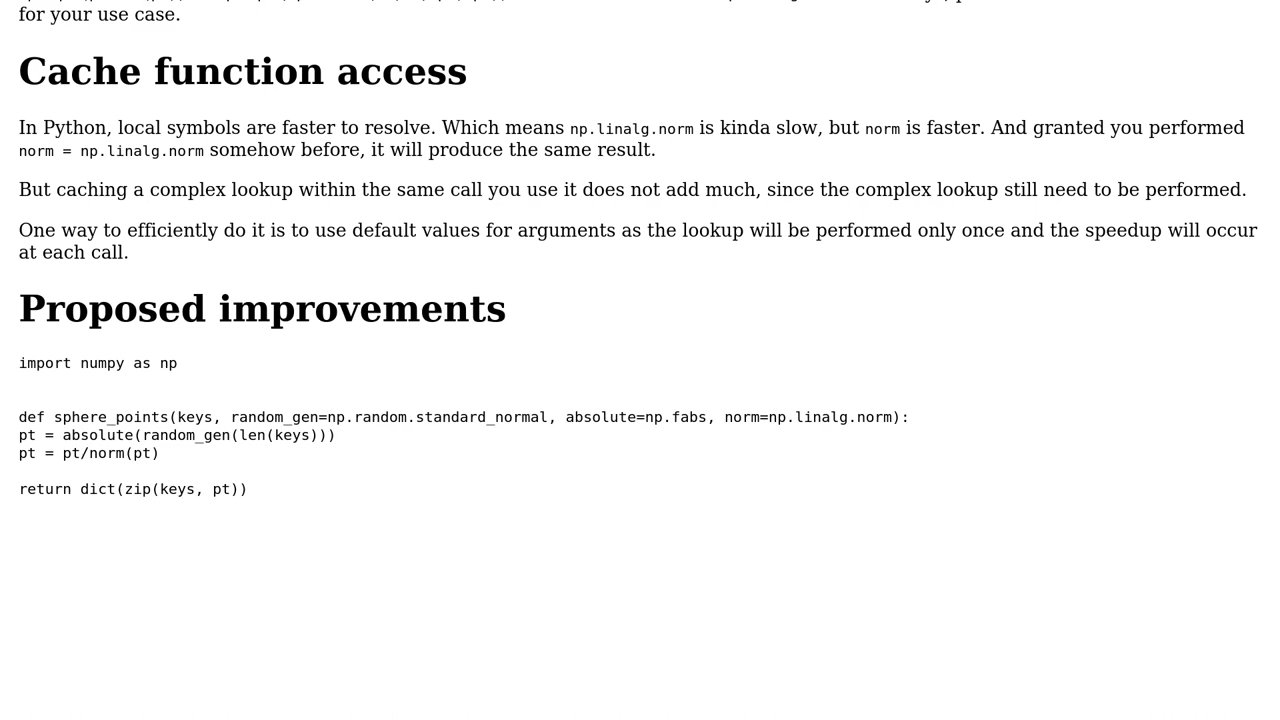 for your use case.
Cache function access
In Python, local symbols are faster to resolve. Which means np.linalg.norm is kinda slow, but norm is faster. And granted you performed
norm = np.linalg.norm somehow before, it will produce the same result.
But caching a complex lookup within the same call you use it does not add much, since the complex lookup still need to be performed.
One way to efficiently do it is to use default values for arguments as the lookup will be performed only once and the speedup will occur
at each call.
Proposed improvements
import numpy as np
def sphere_points(keys, random_gen=np.random.standard_normal, absolute=np.fabs, norm=np.linalg.norm):
pt = absolute(random_gen(len(keys)))
pt = pt/norm(pt)
return dict(zip(keys, pt))